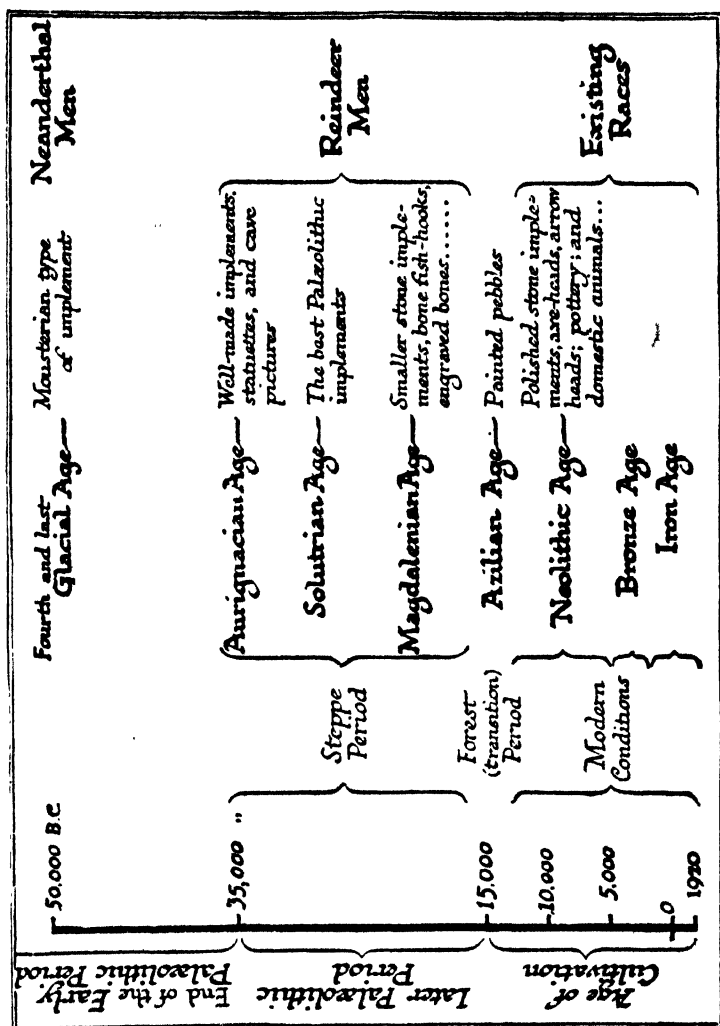 Neanderthal
Men
Mousterian type
of implement
Fourth and last
Glacial Age—
50,000 B.C
End of the Early
Palæolithic Period
Reindeer
Men
Well-made implements,
statuettes, and cave
pictures
Aurignacian Age—
35,000 „
The best Palæolithic
implements
Solutrian Age—
Steppe
Period
Later Palæolithic
Period
Smaller stone imple-
ments, bone fish-hooks,
engraved bones......
Magdalenian Age—
Painted pebbles
Azilian Age—
Forest
(transition)
Period
15,000
Existing
Races
Polished stone imple-
ments, axe-heads, arrow
heads; pottery; and
domestic animals...
Neolithic Age—
Bronze Age
Iron Age
Modern
Conditions
10,000
5,000
0
1920
Age of
Cultivation